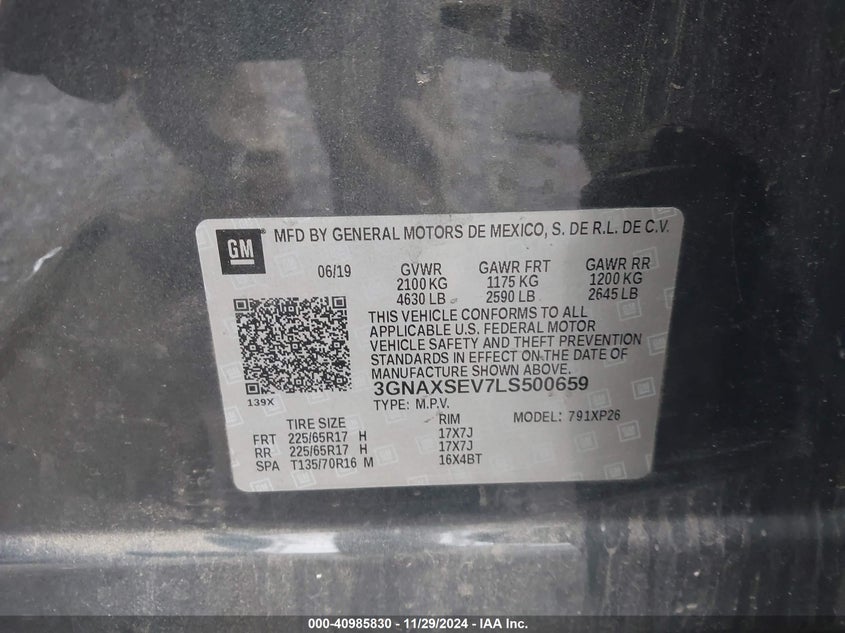 GM
MFD BY GENERAL MOTORS DE MEXICO, S. DE R.L. DE C.V.
06/19 GVWR GAWR FRT GAWR RR
2100 KG 1175 KG 1200 KG
4630 LB 2590 LB 2645 LB
THIS VEHICLE CONFORMS TO ALL
APPLICABLE U.S. FEDERAL MOTOR
VEHICLE SAFETY AND THEFT PREVENTION
STANDARDS IN EFFECT ON THE DATE OF
MANUFACTURE SHOWN ABOVE.
139X
3GNAXSEV7LS500659
TYPE: M.P.V. MODEL: 791XP26
TIRE SIZE RIM
FRT 225/65R17 H 17X7J
RR 225/65R17 H 17X7J
SPA T135/70R16 M 16X4BT
000-40985830 - 11/29/2024 - IAA Inc.